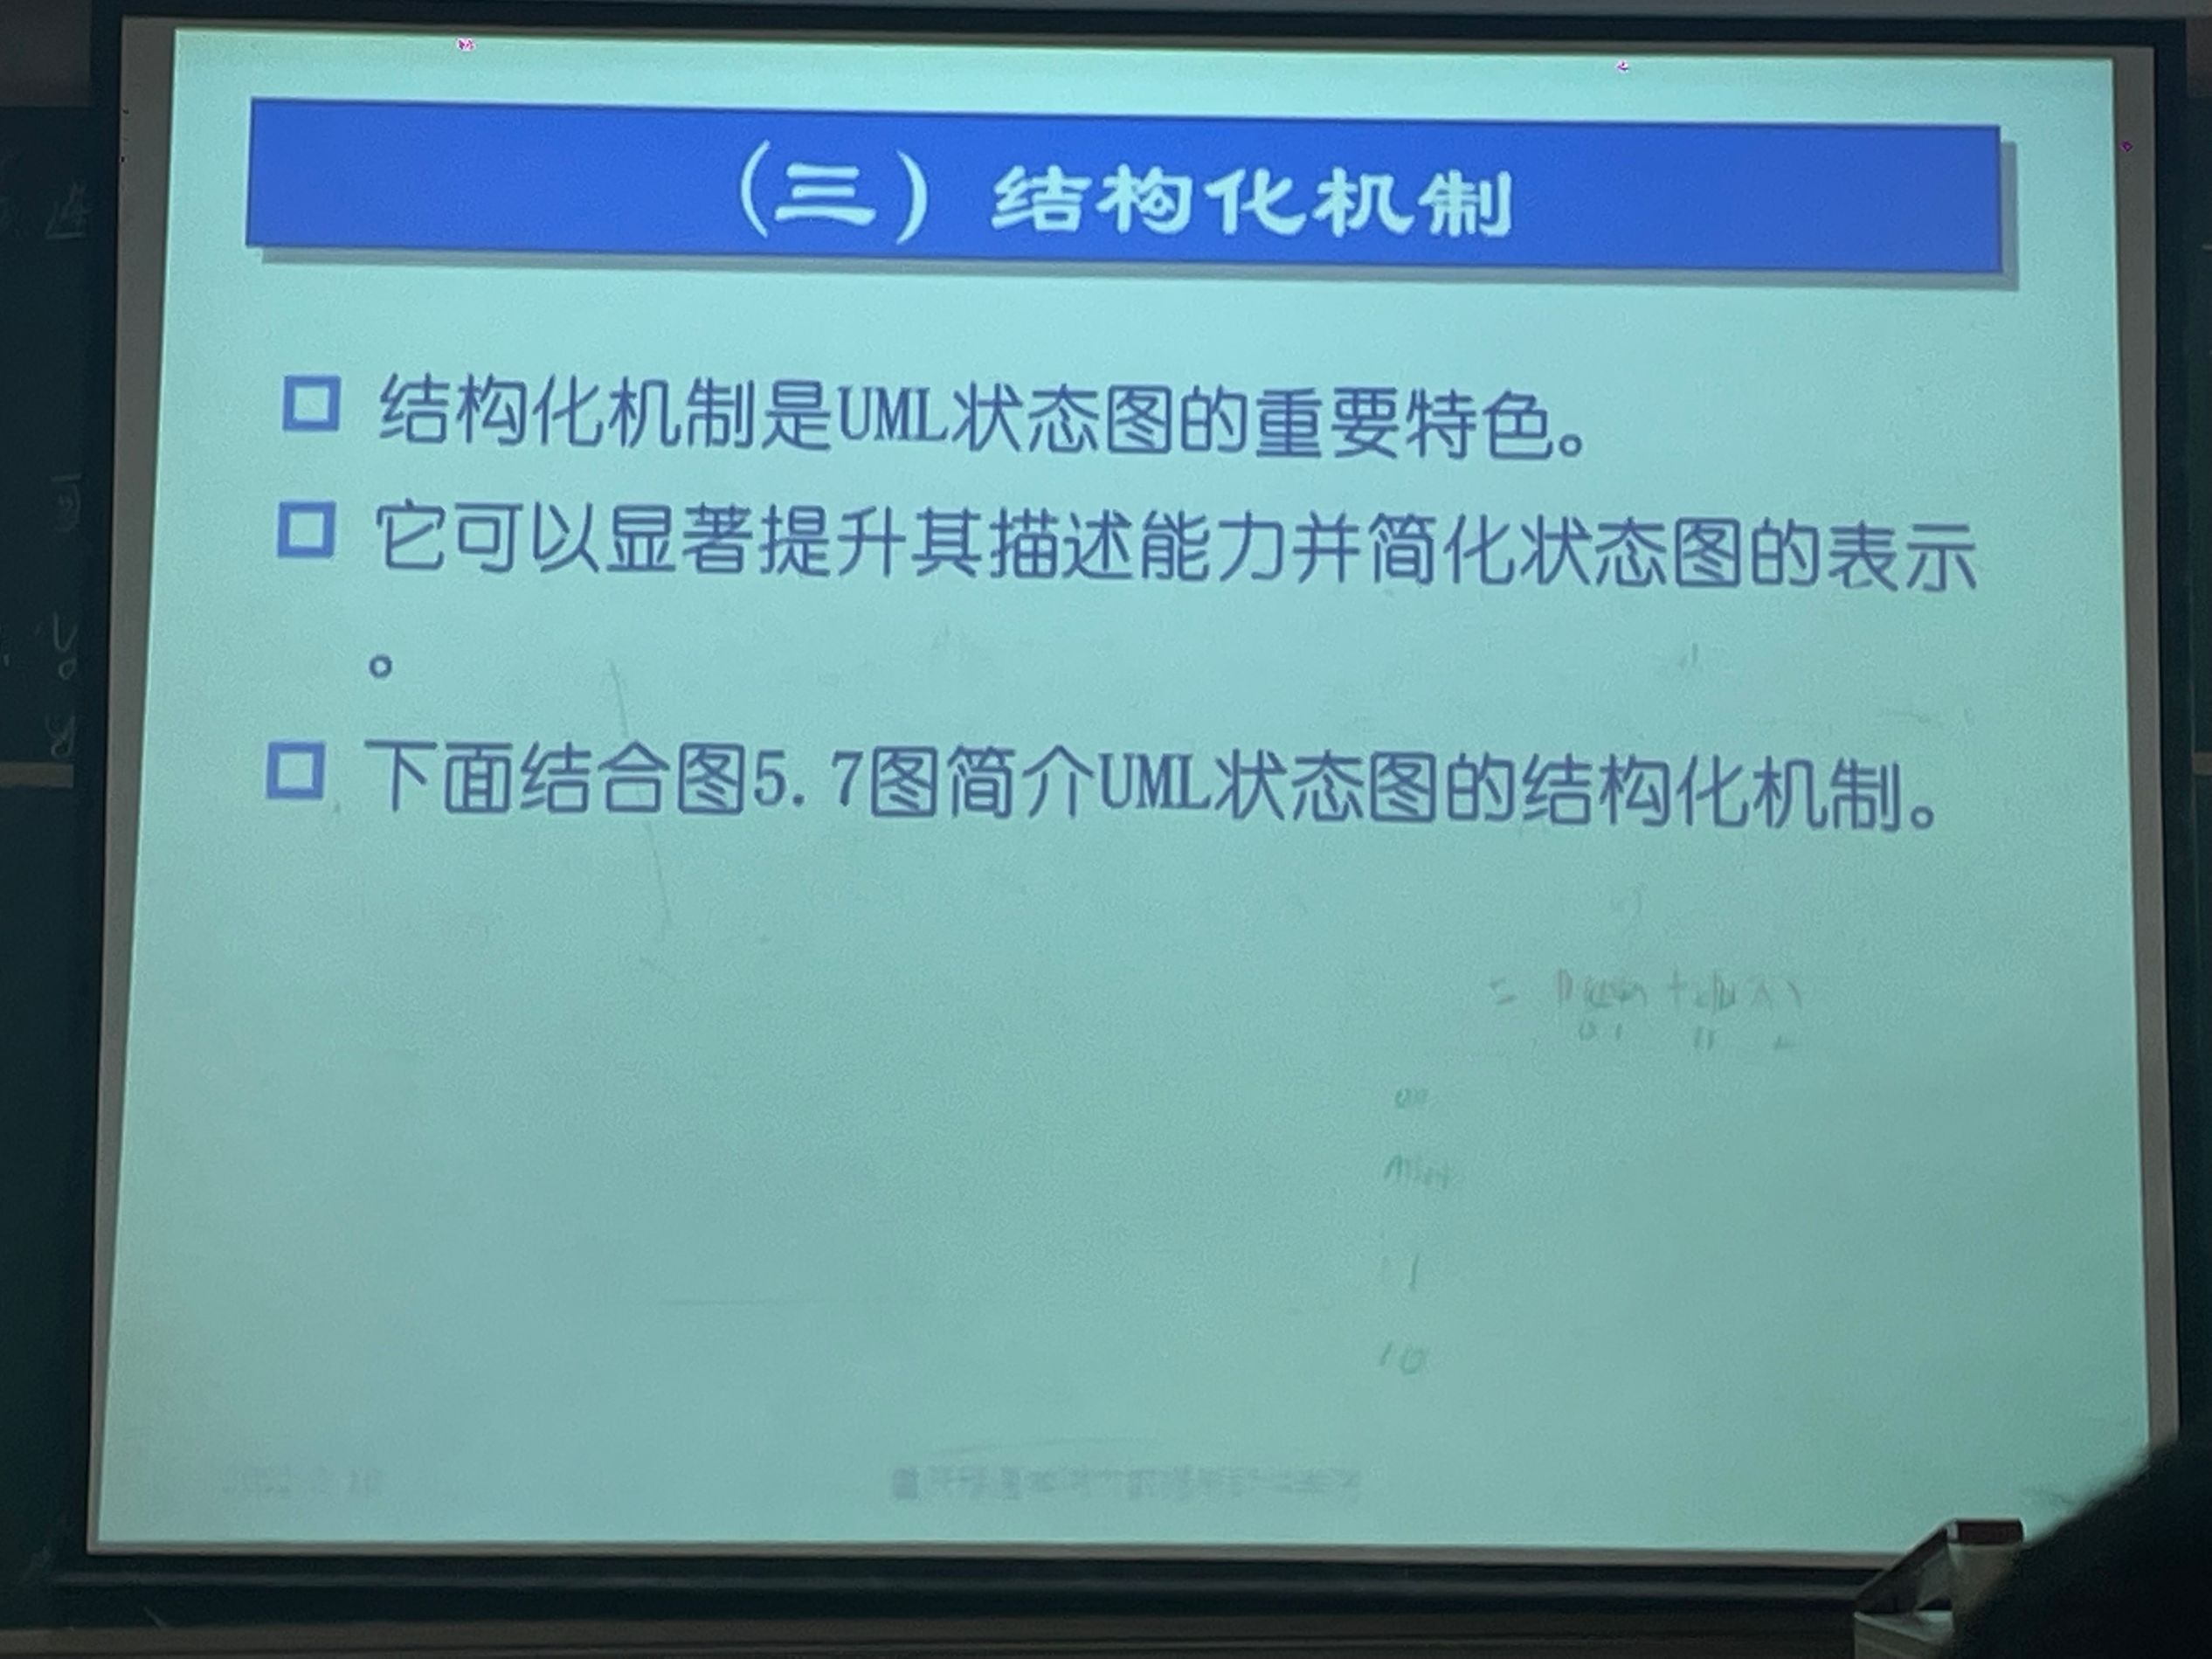 （三）结构化机制
结构化机制是UML状态图的重要特色。
它可以显著提升其描述能力并简化状态图的表示
。
下面结合图5.7图简介UML状态图的结构化机制。